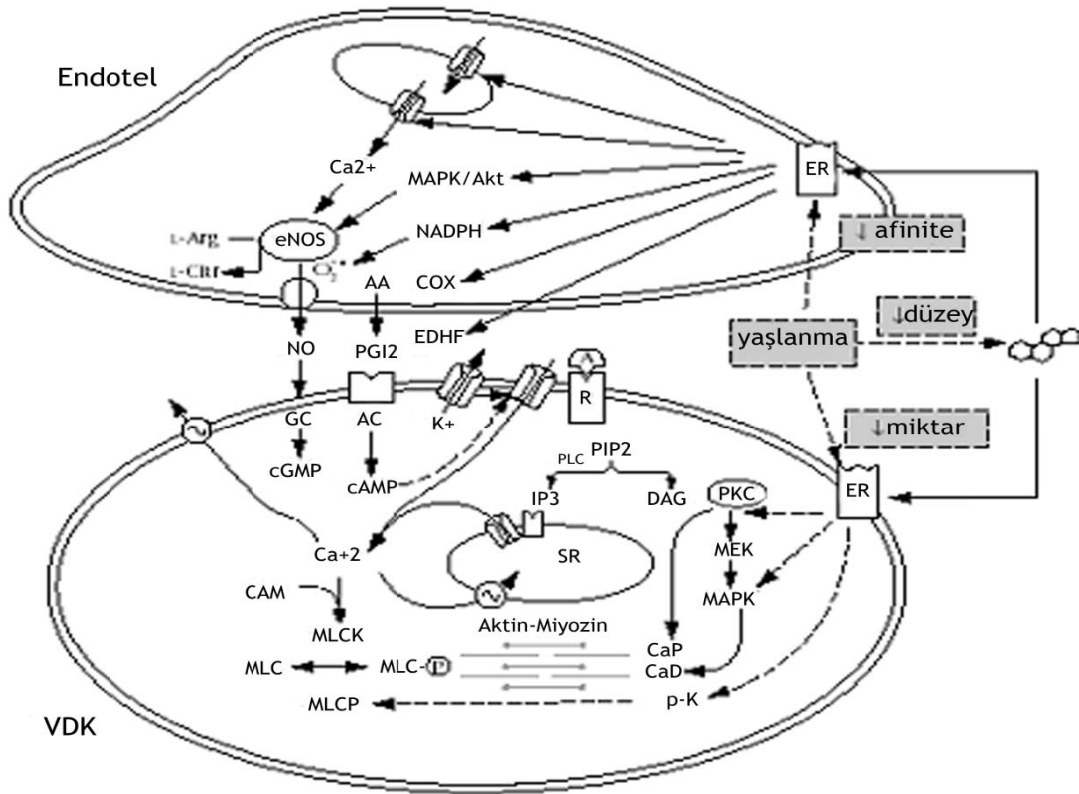 Endotel
ER
Ca2+
MAPK/Akt
L-Arg
eNOS
NADPH
↓ afinite
L-Citr
O2
AA
COX
EDHF
yaşlanma
↓düzey
NO
PGI2
R
GC
AC
K+
↓miktar
cGMP
cAMP
PLC
PIP2
IP3
DAG
PKC
ER
Ca+2
SR
MEK
CAM
MAPK
MLCK
Aktin-Miyozin
CaP
MLC
MLC-P
CaD
MLCP
p-K
VDK